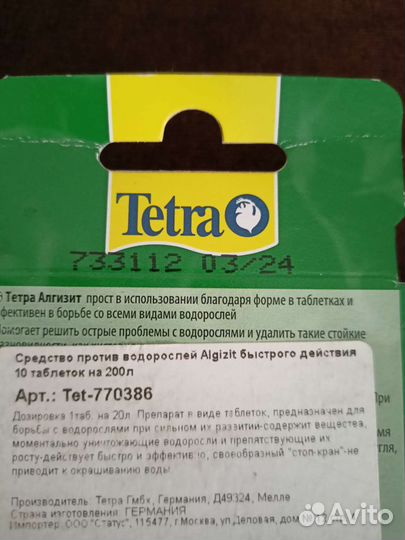 Tetra
733112 03/24
Тетра Алгизит прост в использовании благодаря форме в таблетках и
эффективен в борьбе со всеми видами водорослей
Помогает решить острые проблемы с водорослями и удалить такие стойкие
Средство против водорослей Algizit быстрого действия
10 таблеток на 200л
При
Арт.: Tet-770386
Дозировка 1таб. на 20л. Препарат в виде таблеток, предназначен для
борьбы с водорослями при сильном их развитии-содержит вещества,
моментально уничтожающие водоросли и препятствующие их
росту-действует быстро и эффективно, своеобразный "стоп-кран"-не
приводит к окрашиванию воды.
Производитель: Тетра Гмбх, Германия, Д49324, Мелле
Страна изготовления: ГЕРМАНИЯ
Импортер: ООО "Статус", 115477, г.Москва, ул.Деловая, дом
Avito